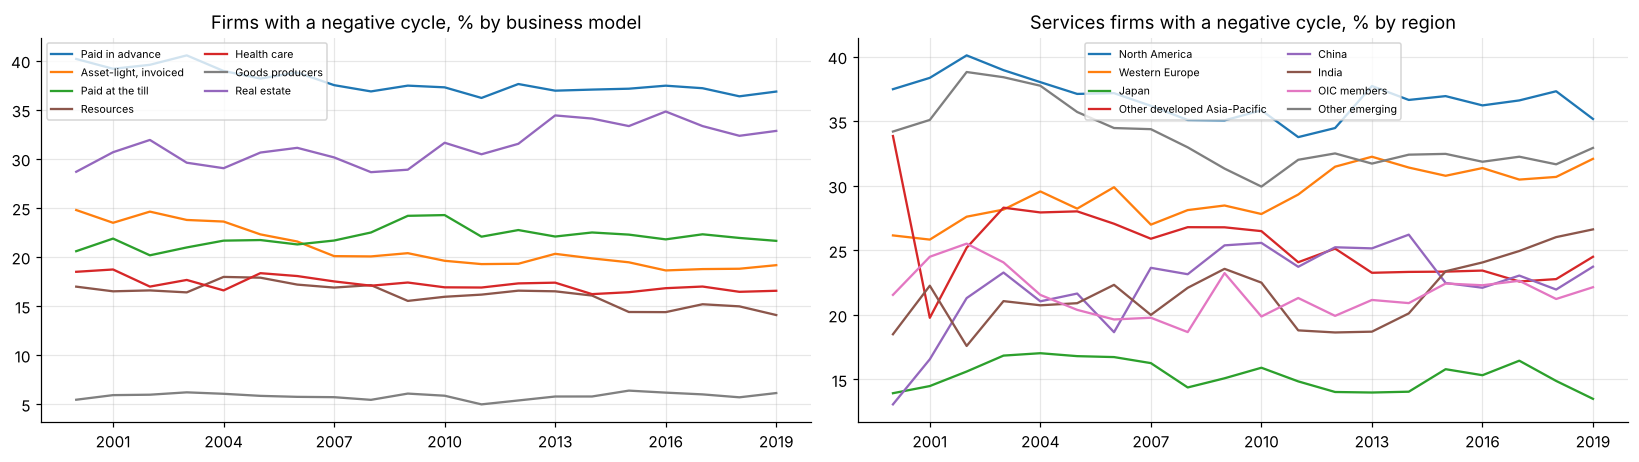 Firms with a negative cycle, % by business model
Paid in advance
Asset-light, invoiced
Paid at the till
Resources
Health care
Goods producers
Real estate
40
35
30
25
20
15
10
5
2001 2004 2007 2010 2013 2016 2019
Services firms with a negative cycle, % by region
North America
Western Europe
Japan
Other developed Asia-Pacific
China
India
OIC members
Other emerging
40
35
30
25
20
15
2001 2004 2007 2010 2013 2016 2019